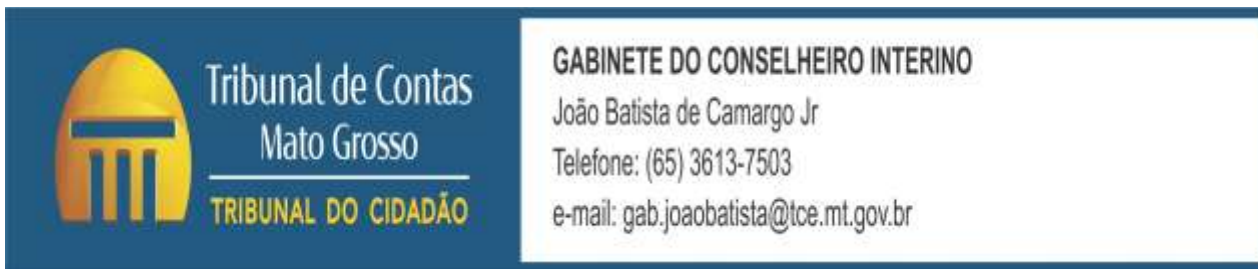 Tribunal de Contas
Mato Grosso
TRIBUNAL DO CIDADÃO
GABINETE DO CONSELHEIRO INTERINO
João Batista de Camargo Jr
Telefone: (65) 3613-7503
e-mail: gab.joaobatista@tce.mt.gov.br